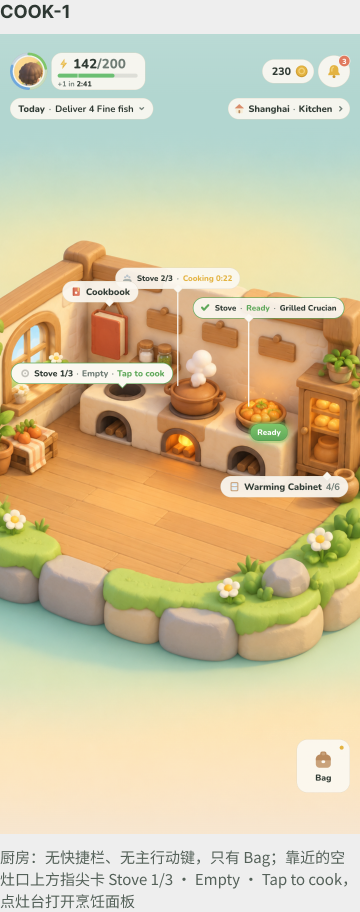 COOK-1
142/200
+1 in 2:41
230
3
Today · Deliver 4 Fine fish
Shanghai · Kitchen
Stove 2/3 · Cooking 0:22
Cookbook
Stove · Ready · Grilled Crucian
Stove 1/3 · Empty · Tap to cook
Ready
Warming Cabinet 4/6
Bag
厨房：无快捷栏、无主行动键，只有 Bag；靠近的空
灶口上方指尖卡 Stove 1/3 · Empty · Tap to cook，
点灶台打开烹饪面板